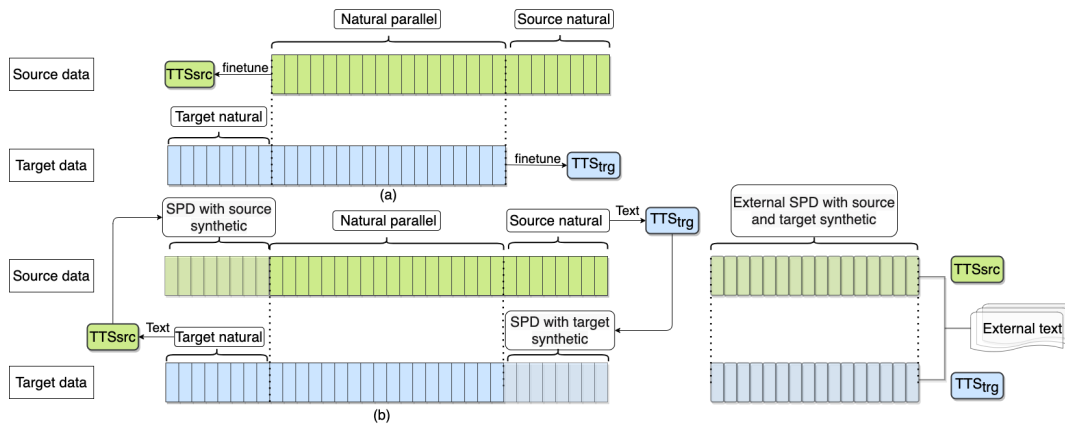 Natural parallel
Source natural
Source data
TTSsrc
finetune
Target natural
Target data
finetune
TTStrg
(a)
SPD with source
synthetic
Natural parallel
Source natural
Text
TTStrg
External SPD with source
and target synthetic
Source data
TTSsrc
TTSsrc
Text
Target natural
SPD with target
synthetic
External text
Target data
TTStrg
(b)